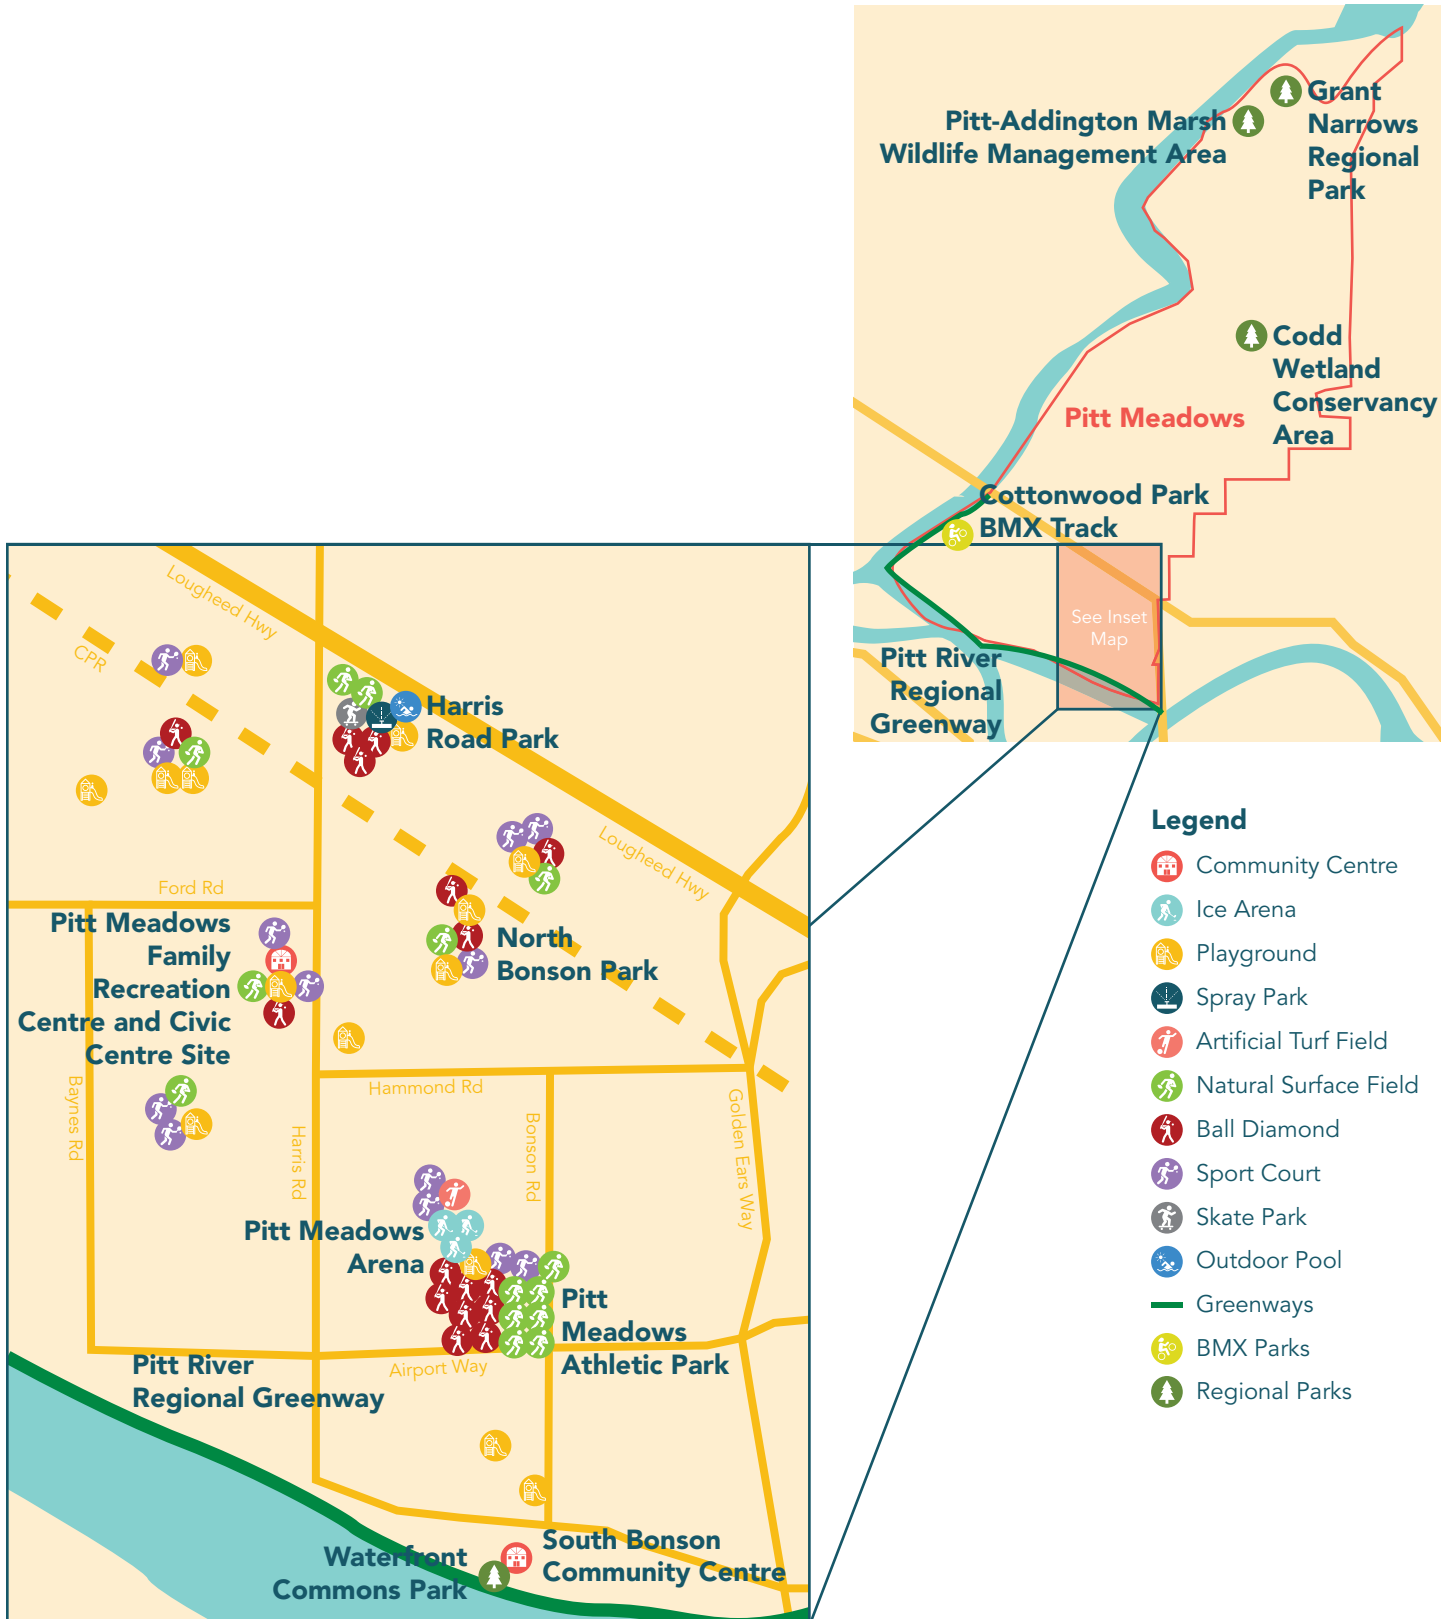 Grant
Narrows
Regional
Park
Pitt-Addington Marsh
Wildlife Management Area
Codd
Wetland
Conservancy
Area
Pitt Meadows
Cottonwood Park
BMX Track
See Inset
Map
Pitt River
Regional
Greenway
Lougheed Hwy
CPR
Harris
Road Park
Lougheed Hwy
Ford Rd
Pitt Meadows
Family
Recreation
Centre and Civic
Centre Site
North
Bonson Park
Baynes Rd
Harris Rd
Hammond Rd
Bonson Rd
Golden Ears Way
Pitt Meadows
Arena
Pitt
Meadows
Athletic Park
Airport Way
Pitt River
Regional Greenway
South Bonson
Community Centre
Waterfront
Commons Park
Legend
Community Centre
Ice Arena
Playground
Spray Park
Artificial Turf Field
Natural Surface Field
Ball Diamond
Sport Court
Skate Park
Outdoor Pool
Greenways
BMX Parks
Regional Parks